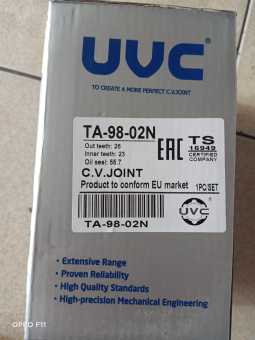 UVC
TO CREATE A MORE PERFECT C.V.JOINT
TA-98-02N
Out teeth: 26
Inner teeth: 23
Oil seal: 55.7
C.V.JOINT
Product to conform EU market
1PC/SET
EAC
TS
16949
CERTIFIED
COMPANY
UVC
TA-98-02N
• Extensive Range
• Proven Reliability
• High Quality Standards
• High-precision Mechanical Engineering
OPPO F11